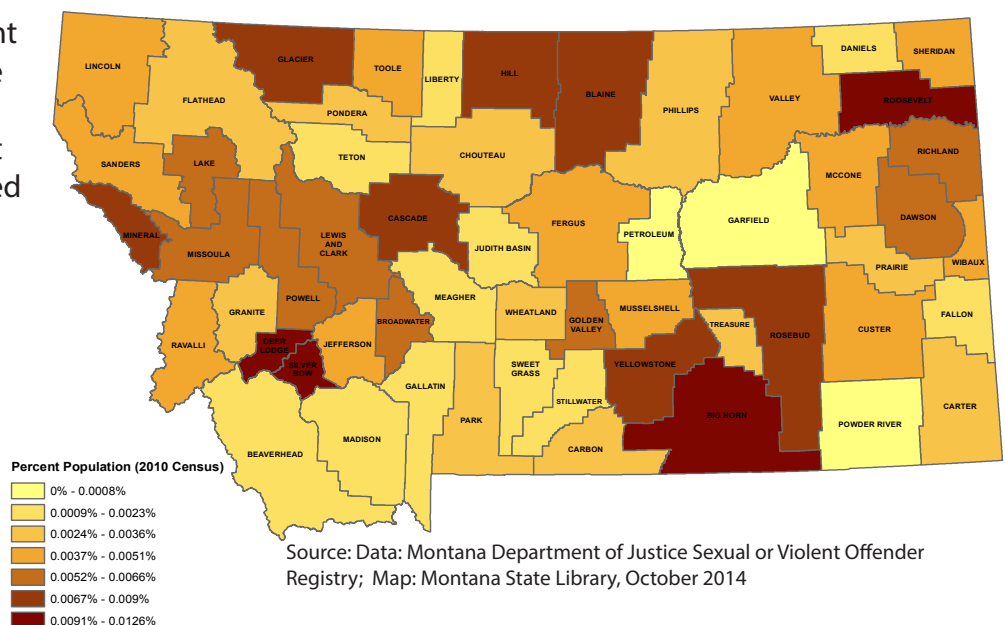 nt
e
t
ed
LINCOLN
FLATHEAD
GLACIER
TOOLE
LIBERTY
HILL
BLAINE
PHILLIPS
VALLEY
DANIELS
SHERIDAN
ROOSEVELT
PONDERA
TETON
CHOUTEAU
SANDERS
LAKE
RICHLAND
MCCONE
DAWSON
CASCADE
FERGUS
PETROLEUM
GARFIELD
MINERAL
MISSOULA
LEWIS
AND
CLARK
JUDITH BASIN
PRAIRIE
WIBAUX
POWELL
MEAGHER
GRANITE
WHEATLAND
GOLDEN
VALLEY
MUSSELSHELL
TREASURE
ROSEBUD
CUSTER
FALLON
RAVALLI
DEER
LODGE
SILVER
BOW
JEFFERSON
BROADWATER
GALLATIN
SWEET
GRASS
STILLWATER
YELLOWSTONE
PARK
BIG HORN
CARTER
POWDER RIVER
BEAVERHEAD
MADISON
CARBON
Percent Population (2010 Census)
0% - 0.0008%
0.0009% - 0.0023%
0.0024% - 0.0036%
0.0037% - 0.0051%
0.0052% - 0.0066%
0.0067% - 0.009%
0.0091% - 0.0126%
Source: Data: Montana Department of Justice Sexual or Violent Offender
Registry; Map: Montana State Library, October 2014